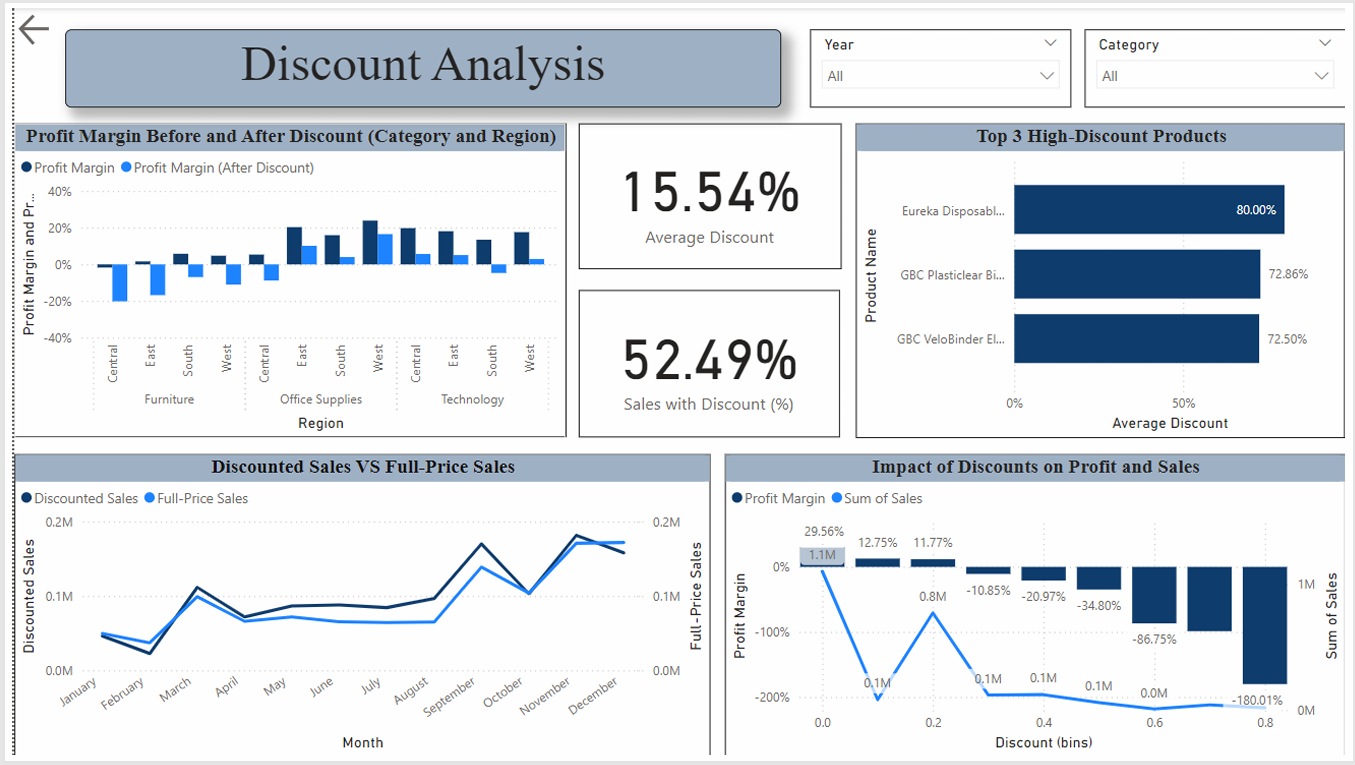 Discount Analysis
Year
All
Category
All
Profit Margin Before and After Discount (Category and Region)
Profit Margin Profit Margin (After Discount)
Profit Margin and Pr...
40%
20%
0%
-20%
-40%
Central East South West Central East South West Central East South West
Furniture Office Supplies Technology
Region
15.54%
Average Discount
52.49%
Sales with Discount (%)
Top 3 High-Discount Products
Product Name
Eureka Disposabl... 80.00%
GBC Plasticlear Bi... 72.86%
GBC VeloBinder El... 72.50%
0% 50%
Average Discount
Discounted Sales VS Full-Price Sales
Discounted Sales Full-Price Sales
Discounted Sales
0.2M 0.2M
0.1M 0.1M
0.0M 0.0M
Full-Price Sales
January February March April May June July August September October November December
Month
Impact of Discounts on Profit and Sales
Profit Margin Sum of Sales
Profit Margin
29.56% 12.75% 11.77%
1.1M
0%
-10.85% -20.97% -34.80%
1M
0.8M
-86.75%
-100%
0.1M 0.1M 0.1M 0.1M 0.0M
-200%
-180.01%
0M
Sum of Sales
0.0 0.2 0.4 0.6 0.8
Discount (bins)